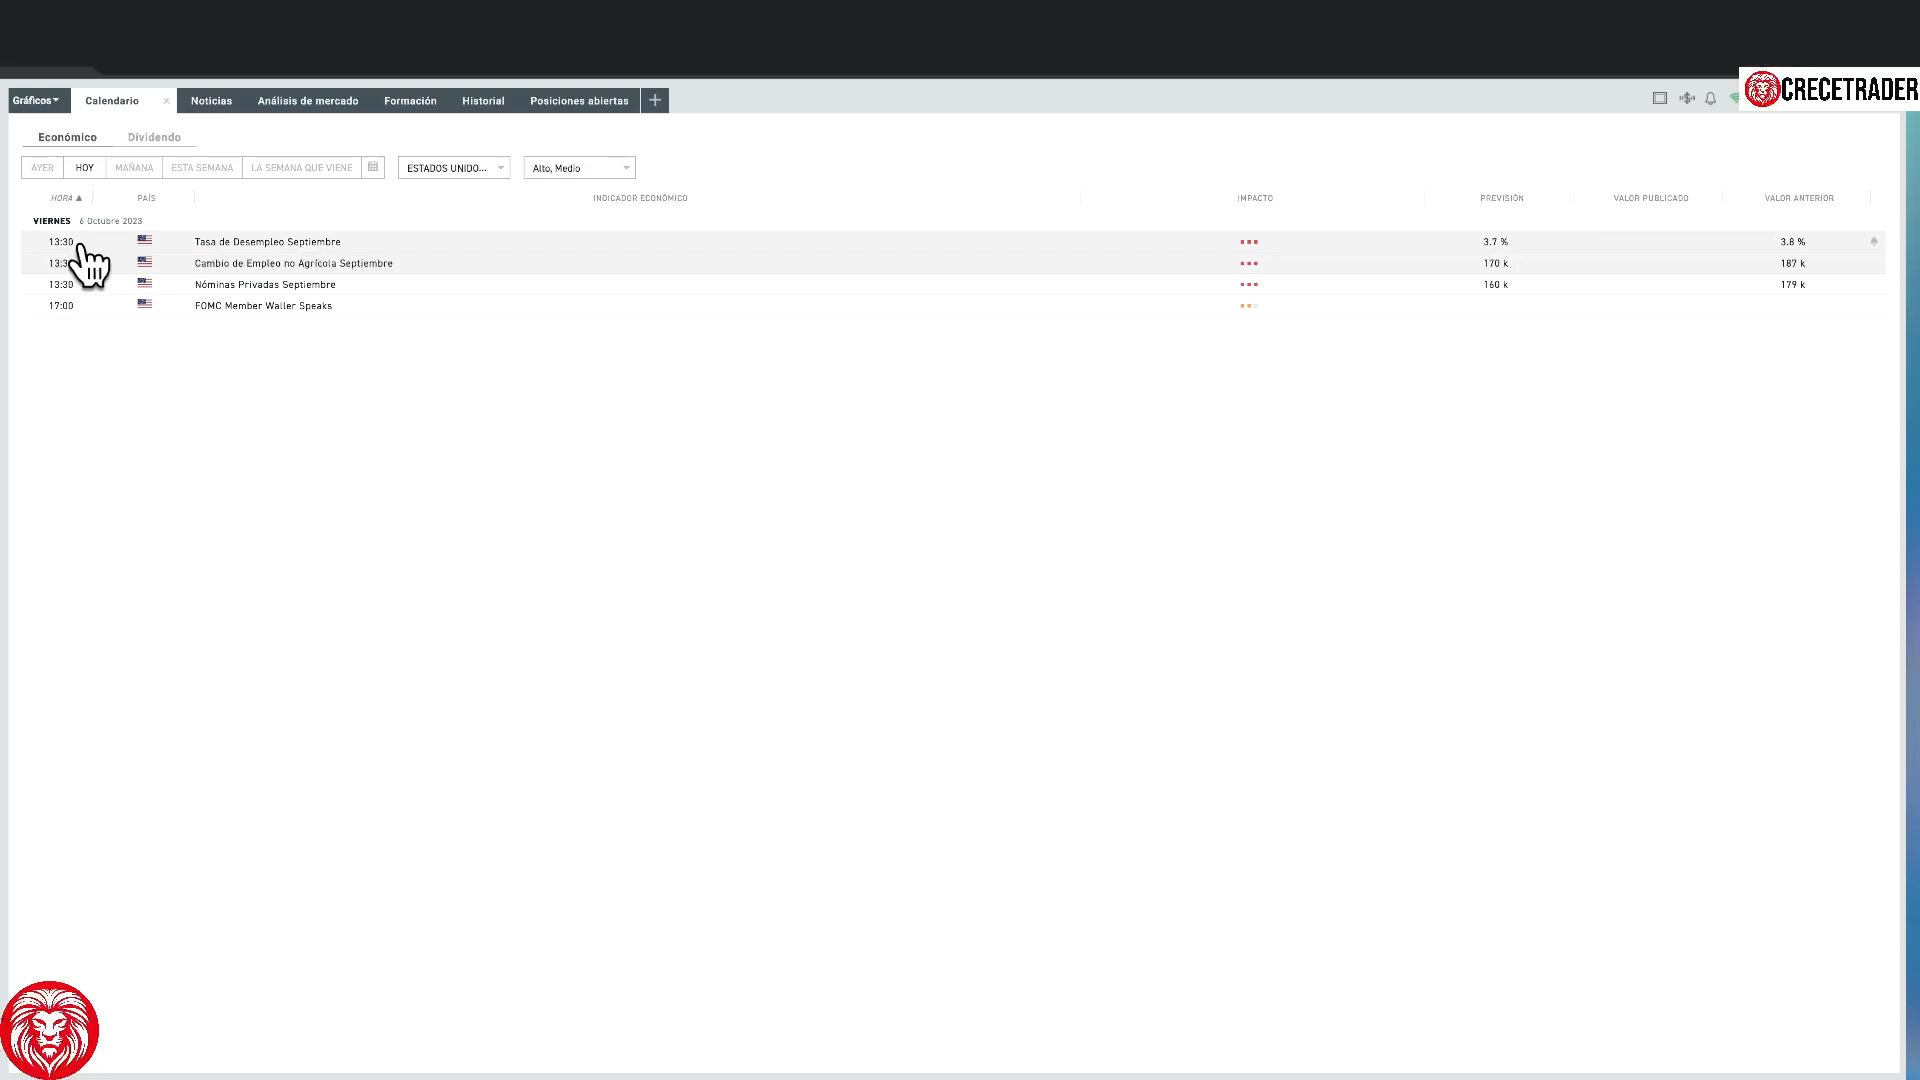 CRECETRADER
Gráficos Calendario × Noticias Análisis de mercado Formación Historial Posiciones abiertas +
Económico Dividendo
AYER HOY MAÑANA ESTA SEMANA LA SEMANA QUE VIENE ESTADOS UNIDO... Alto, Medio
HORA ▲ PAÍS INDICADOR ECONÓMICO IMPACTO PREVISIÓN VALOR PUBLICADO VALOR ANTERIOR
VIERNES 6 Octubre 2023
13:30 Tasa de Desempleo Septiembre 3.7 % 3.8 %
Cambio de Empleo no Agrícola Septiembre 170 k 187 k
13:30 Nóminas Privadas Septiembre 160 k 179 k
17:00 FOMC Member Waller Speaks